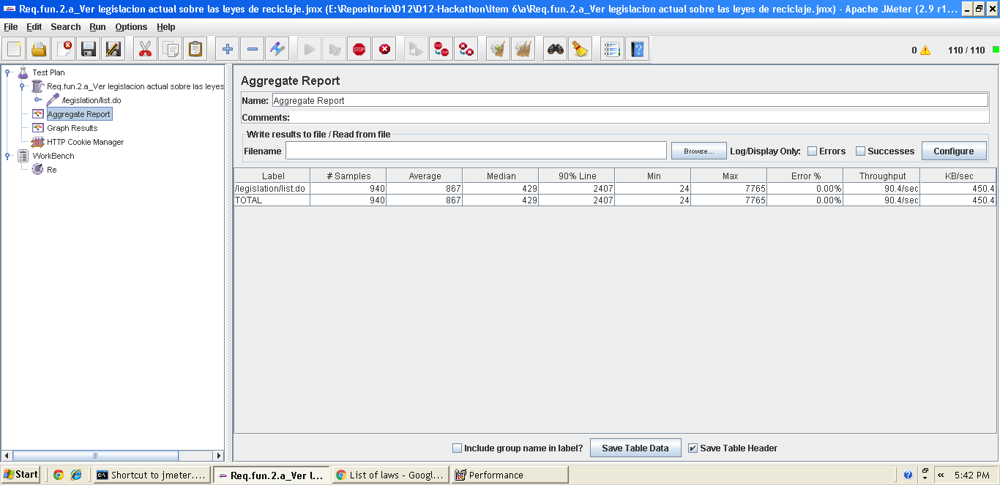 Req.fun.2.a_Ver legislacion actual sobre las leyes de reciclaje.jmx (E:\Repositorio\D12\D12-Hackathon\item 6\a\Req.fun.2.a_Ver legislacion actual sobre las leyes de reciclaje.jmx) - Apache JMeter (2.9 r1...
File Edit Search Run Options Help
STOP
0 110 / 110
Test Plan
Req.fun.2.a_Ver legislacion actual sobre las leyes
/legislation/list.do
Aggregate Report
Graph Results
HTTP Cookie Manager
WorkBench
Re
Aggregate Report
Name: Aggregate Report
Comments:
Write results to file / Read from file
Filename Browse... Log/Display Only: Errors Successes Configure
Label # Samples Average Median 90% Line Min Max Error % Throughput KB/sec
/legislation/list.do 940 867 429 2407 24 7765 0.00% 90.4/sec 450.4
TOTAL 940 867 429 2407 24 7765 0.00% 90.4/sec 450.4
Include group name in label? Save Table Data Save Table Header
Start Shortcut to jmeter.... Req.fun.2.a_Ver l... List of laws - Googl... Performance 5:42 PM